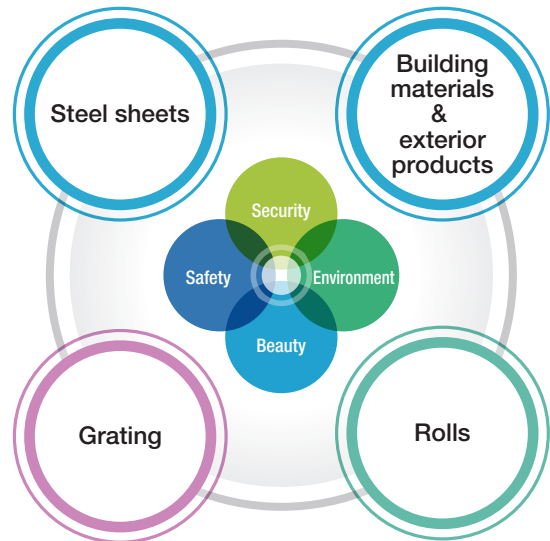 Steel sheets
Building
materials
&
exterior
products
Security
Safety
Environment
Beauty
Grating
Rolls